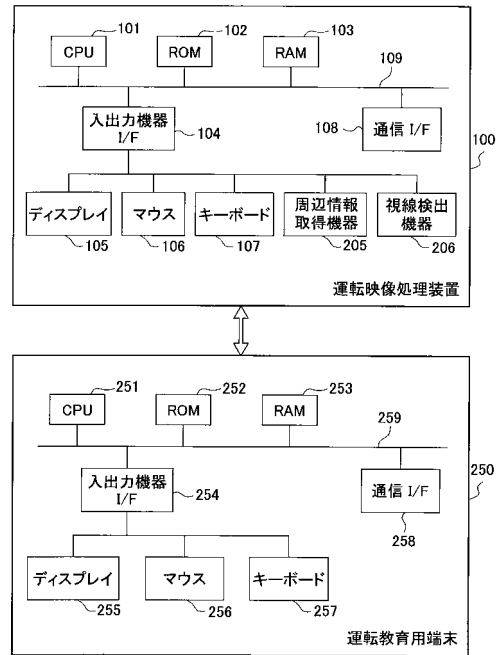 101
102
103
CPU
ROM
RAM
109
入出力機器
I/F
104
108
通信 I/F
100
ディスプレイ
マウス
キーボード
周辺情報
取得機器
視線検出
機器
105
106
107
205
206
運転映像処理装置
251
252
253
CPU
ROM
RAM
259
入出力機器
I/F
254
通信 I/F
258
250
ディスプレイ
マウス
キーボード
255
256
257
運転教育用端末